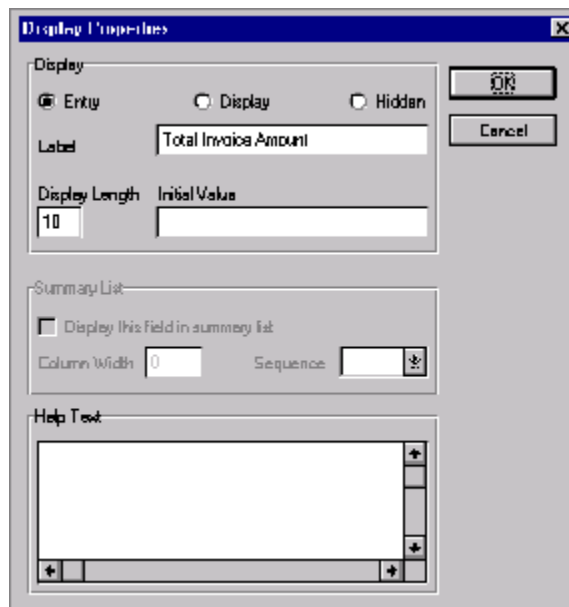 Display Properties
Display
OK
Entry Display Hidden
Cancel
Label Total Invoice Amount
Display Length Initial Value
10
Summary List
Display this field in summary list
Column Width 0 Sequence
Help Text